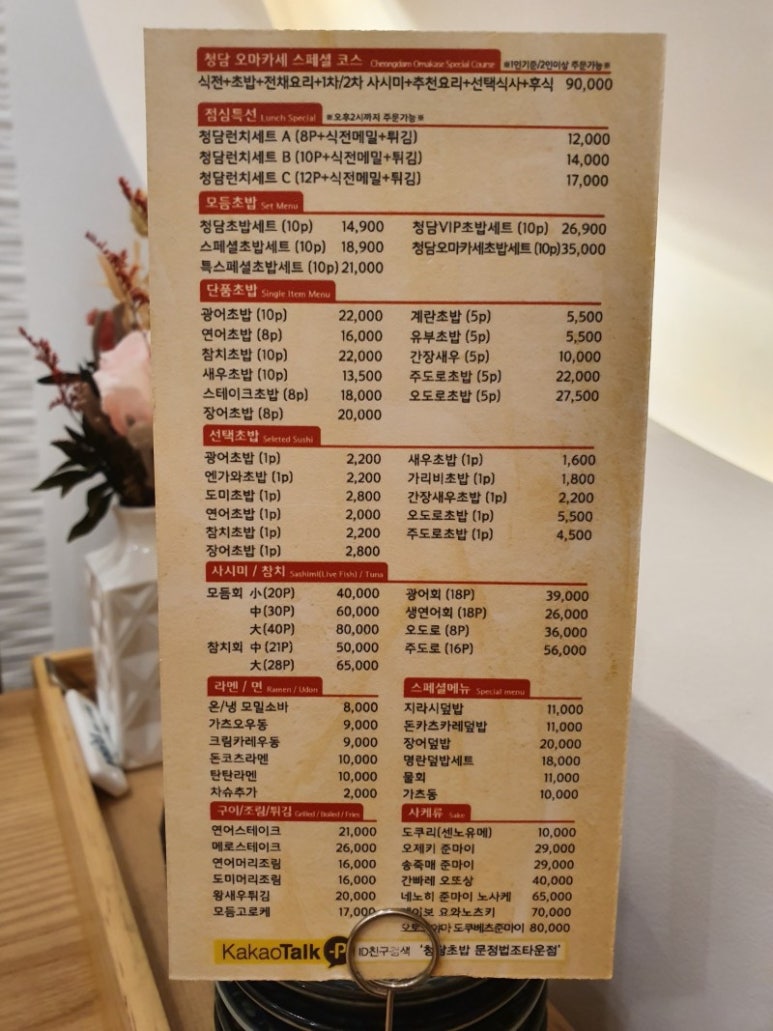 청담 오마카세 스페셜 코스 Cheongdam Omakase Special Course ※1인기준/2인이상 주문가능※
식전+초밥+전채요리+1차/2차 사시미+추천요리+선택식사+후식 90,000
점심특선 Lunch Special ※오후2시까지 주문가능※
청담런치세트 A (8P+식전메밀+튀김) 12,000
청담런치세트 B (10P+식전메밀+튀김) 14,000
청담런치세트 C (12P+식전메밀+튀김) 17,000
모듬초밥 Set Menu
청담초밥세트 (10p) 14,900 청담VIP초밥세트 (10p) 26,900
스페셜초밥세트 (10p) 18,900 청담오마카세초밥세트 (10p) 35,000
특스페셜초밥세트 (10p) 21,000
단품초밥 Single Item Menu
광어초밥 (10p) 22,000 계란초밥 (5p) 5,500
연어초밥 (8p) 16,000 유부초밥 (5p) 5,500
참치초밥 (10p) 22,000 간장새우 (5p) 10,000
새우초밥 (10p) 13,500 주도로초밥 (5p) 22,000
스테이크초밥 (8p) 18,000 오도로초밥 (5p) 27,500
장어초밥 (8p) 20,000
선택초밥 Seleted Sushi
광어초밥 (1p) 2,200 새우초밥 (1p) 1,600
엔가와초밥 (1p) 2,200 가리비초밥 (1p) 1,800
도미초밥 (1p) 2,800 간장새우초밥 (1p) 2,200
연어초밥 (1p) 2,000 오도로초밥 (1p) 5,500
참치초밥 (1p) 2,200 주도로초밥 (1p) 4,500
장어초밥 (1p) 2,800
사시미 / 참치 Sashimi(Live Fish) / Tuna
모듬회 小(20P) 40,000 광어회 (18P) 39,000
中(30P) 60,000 생연어회 (18P) 26,000
大(40P) 80,000 오도로 (8P) 36,000
참치회 中 (21P) 50,000 주도로 (16P) 56,000
大(28P) 65,000
라멘 / 면 Ramen / Udon 스페셜메뉴 Special menu
온/냉 모밀소바 8,000 지라시덮밥 11,000
가츠오우동 9,000 돈카츠카레덮밥 11,000
크림카레우동 9,000 장어덮밥 20,000
돈코츠라멘 10,000 명란덮밥세트 18,000
탄탄라멘 10,000 물회 11,000
차슈추가 2,000 가츠동 10,000
구이/조림/튀김 Grilled / Boiled / Fries 사케류 Sake
연어스테이크 21,000 도쿠리(센노유메) 10,000
메로스테이크 26,000 오제키 준마이 29,000
연어머리조림 16,000 송죽매 준마이 29,000
도미머리조림 16,000 간빠레 오또상 40,000
왕새우튀김 20,000 네노히 준마이 노사케 65,000
모듬고로케 17,000 요와노츠키 70,000
도쿠베츠준마이 80,000
KakaoTalk -P ID친구검색 '청담초밥 문정법조타운점'